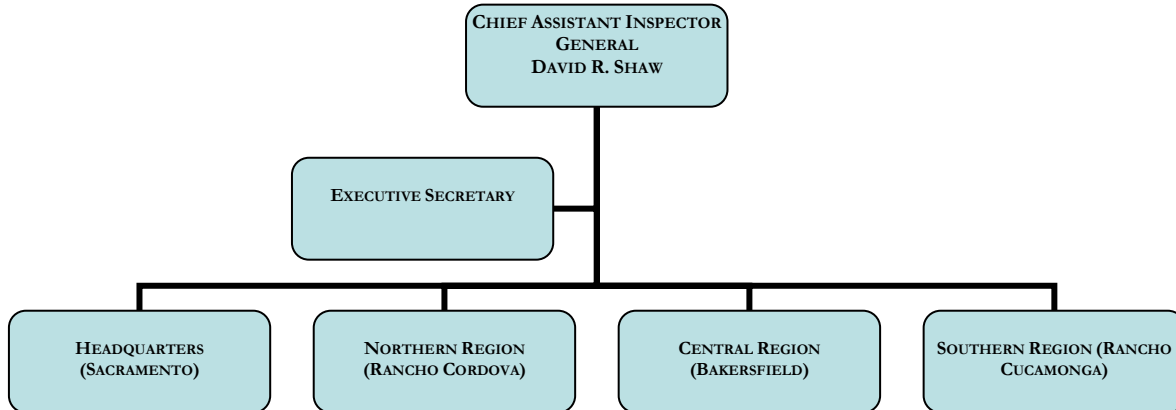 CHIEF ASSISTANT INSPECTOR
GENERAL
DAVID R. SHAW
EXECUTIVE SECRETARY
HEADQUARTERS
(SACRAMENTO)
NORTHERN REGION
(RANCHO CORDOVA)
CENTRAL REGION
(BAKERSFIELD)
SOUTHERN REGION (RANCHO
CUCAMONGA)